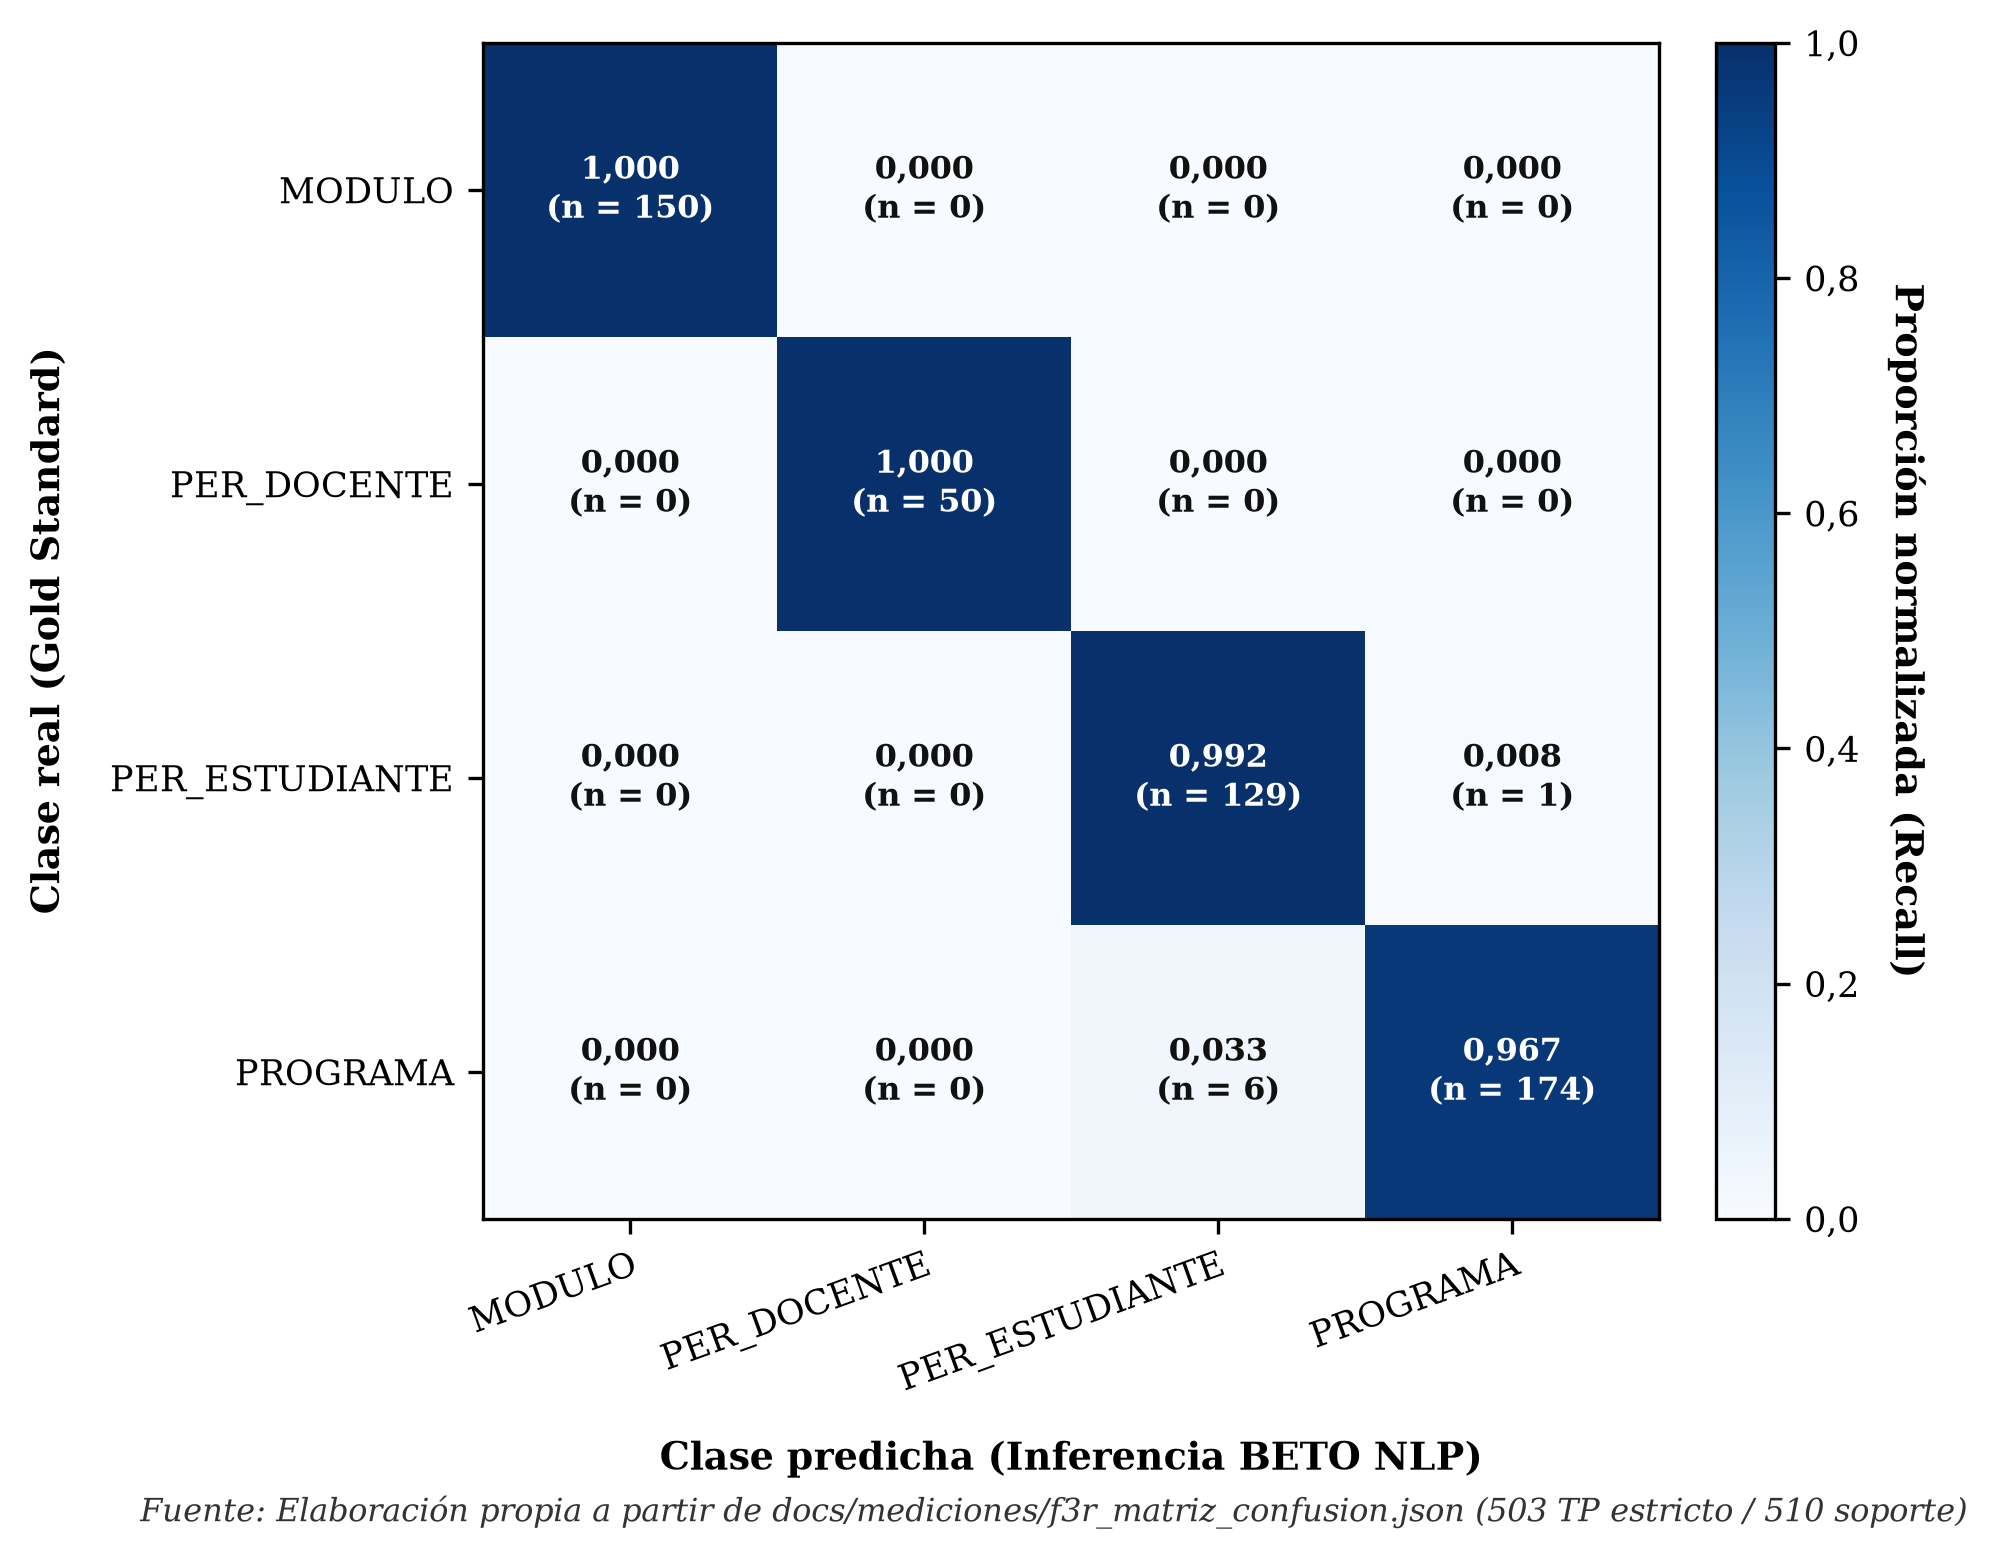 1,0
0,8
0,6
0,4
0,2
0,0
Proporción normalizada (Recall)
Clase real (Gold Standard)
MODULO
1,000
(n = 150)
0,000
(n = 0)
0,000
(n = 0)
0,000
(n = 0)
PER_DOCENTE
0,000
(n = 0)
1,000
(n = 50)
0,000
(n = 0)
0,000
(n = 0)
PER_ESTUDIANTE
0,000
(n = 0)
0,000
(n = 0)
0,992
(n = 129)
0,008
(n = 1)
PROGRAMA
0,000
(n = 0)
0,000
(n = 0)
0,033
(n = 6)
0,967
(n = 174)
MODULO
PER_DOCENTE
PER_ESTUDIANTE
PROGRAMA
Clase predicha (Inferencia BETO NLP)
Fuente: Elaboración propia a partir de docs/mediciones/f3r_matriz_confusion.json (503 TP estricto / 510 soporte)